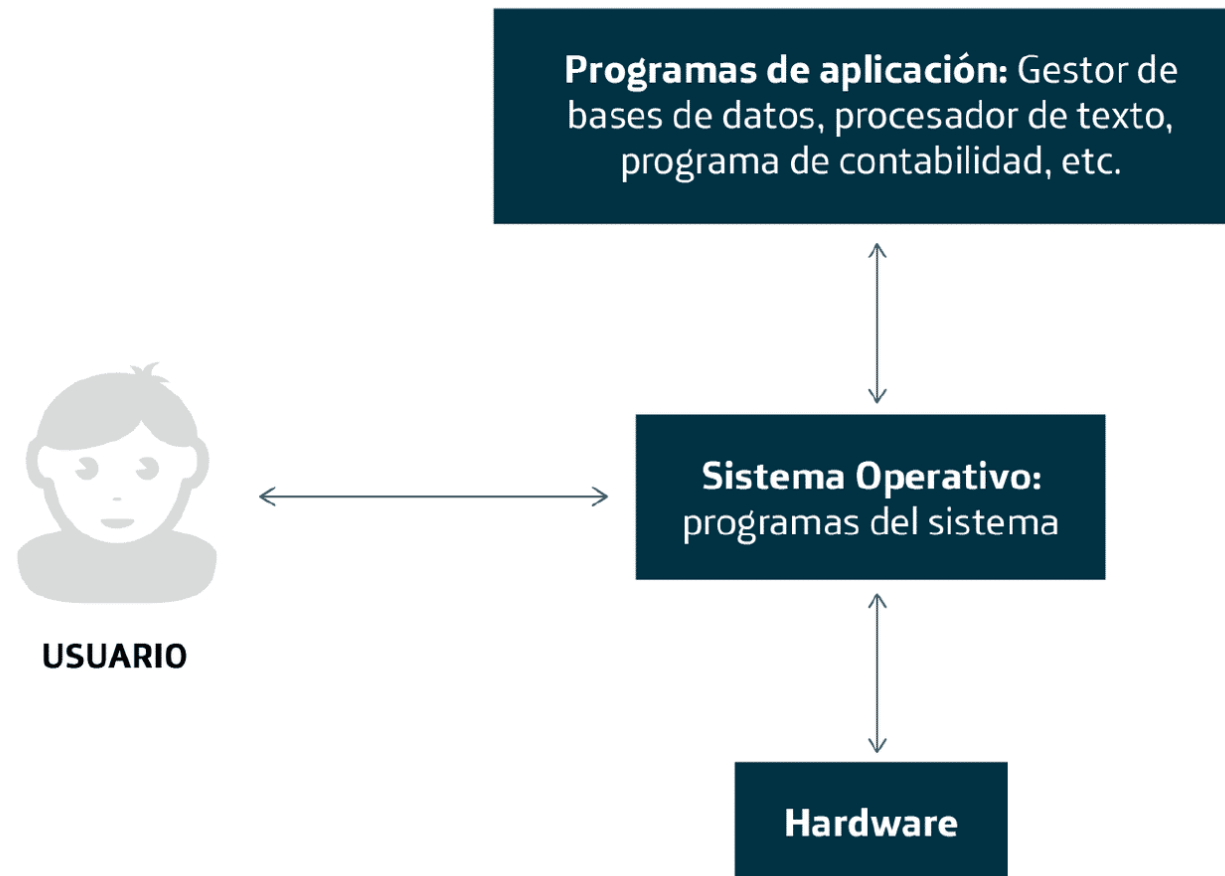 Programas de aplicación: Gestor de
bases de datos, procesador de texto,
programa de contabilidad, etc.
Sistema Operativo:
programas del sistema
USUARIO
Hardware